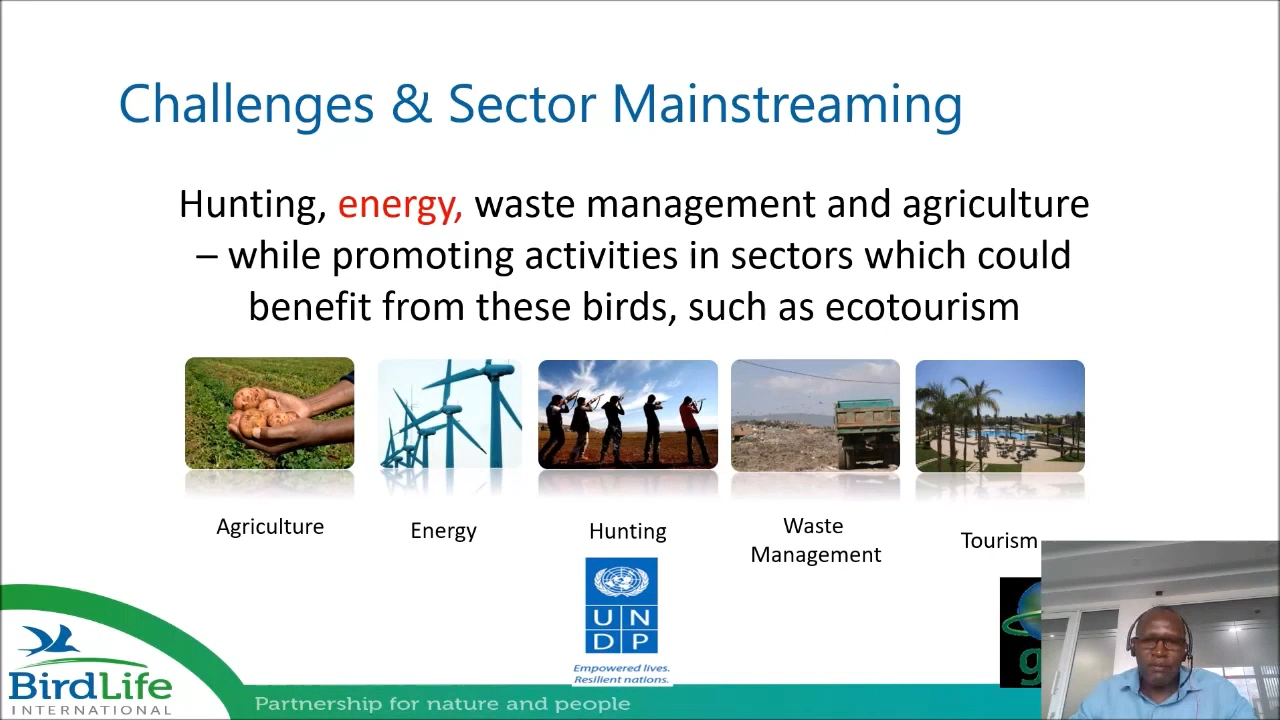 Challenges & Sector Mainstreaming
Hunting, energy, waste management and agriculture
– while promoting activities in sectors which could
benefit from these birds, such as ecotourism
Agriculture
Energy
Hunting
Waste
Management
Tourism
UN
DP
Empowered lives.
Resilient nations.
BirdLife
INTERNATIONAL
Partnership for nature and people
g